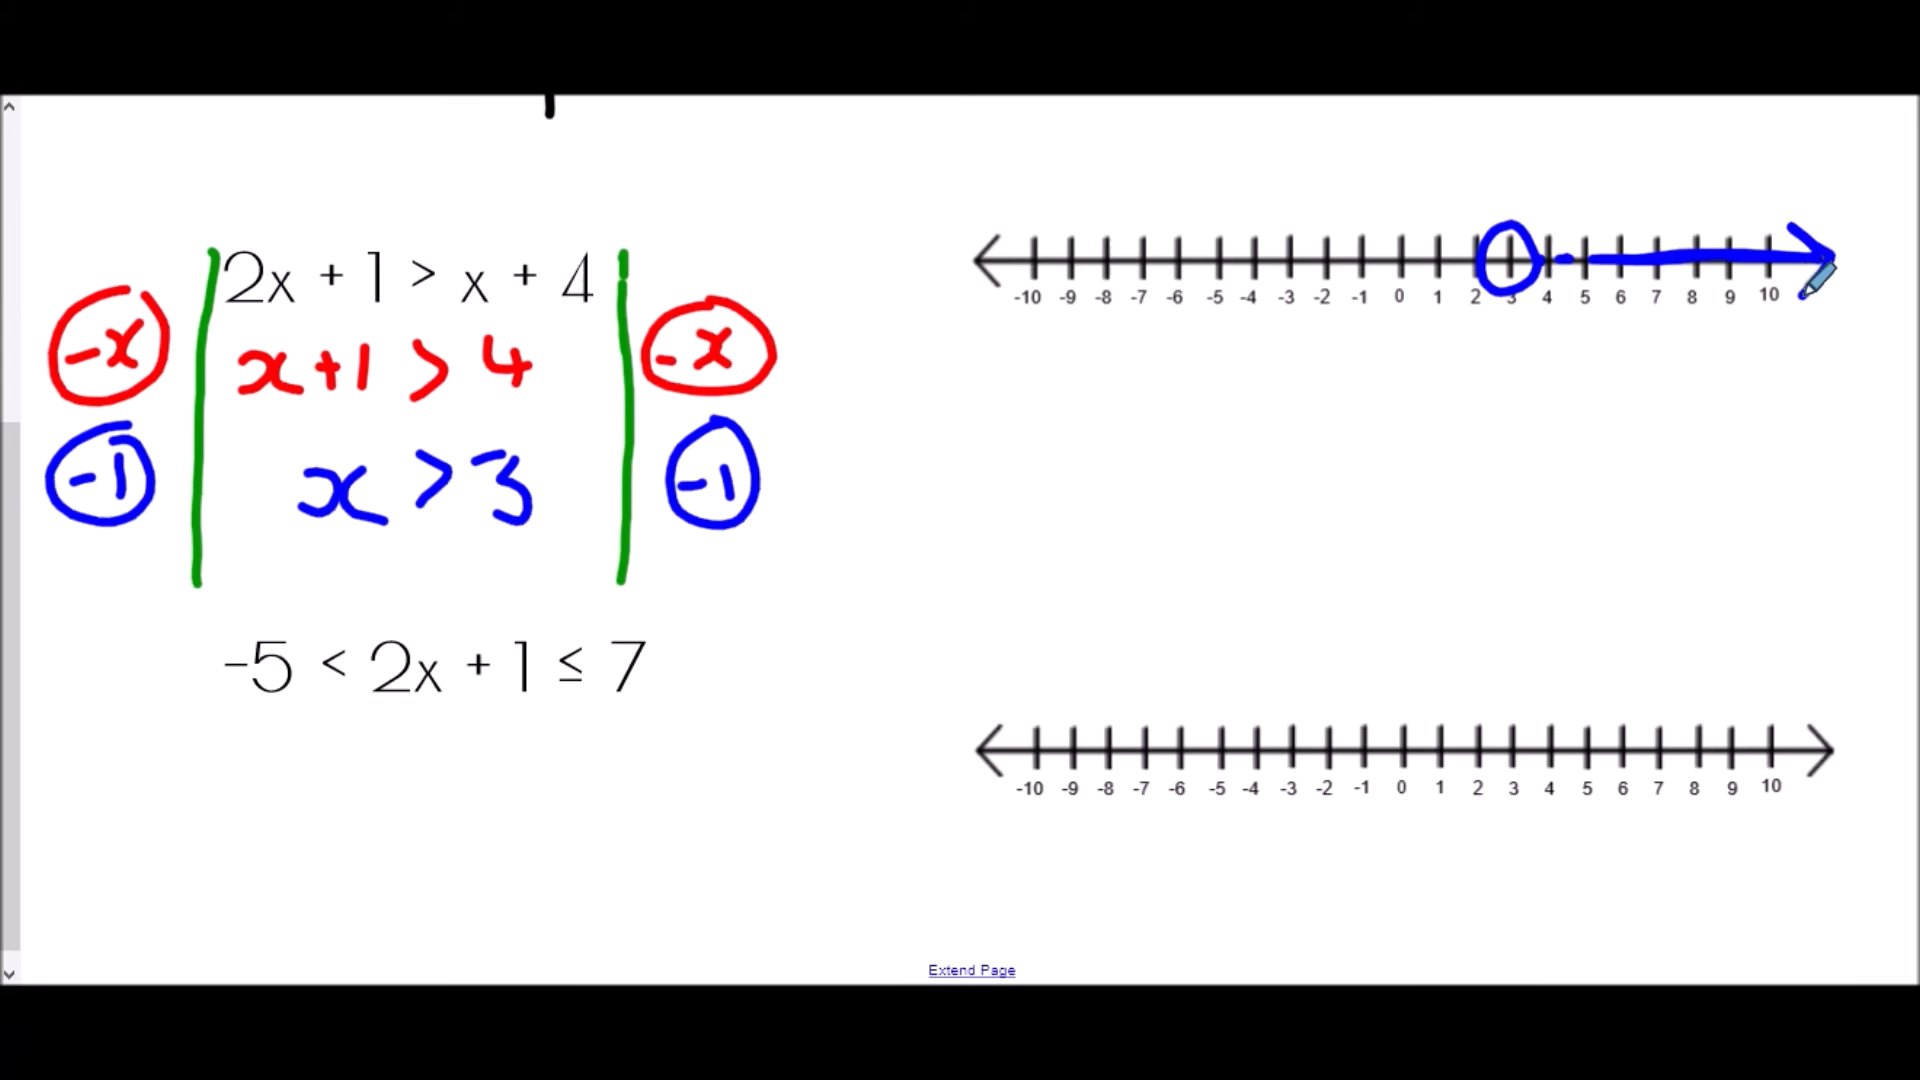 2x + 1 > x + 4
-x x+1 > 4 -x
-1 x > 3 -1
-5 < 2x + 1 ≤ 7
-10 -9 -8 -7 -6 -5 -4 -3 -2 -1 0 1 2 3 4 5 6 7 8 9 10
-10 -9 -8 -7 -6 -5 -4 -3 -2 -1 0 1 2 3 4 5 6 7 8 9 10
Extend Page